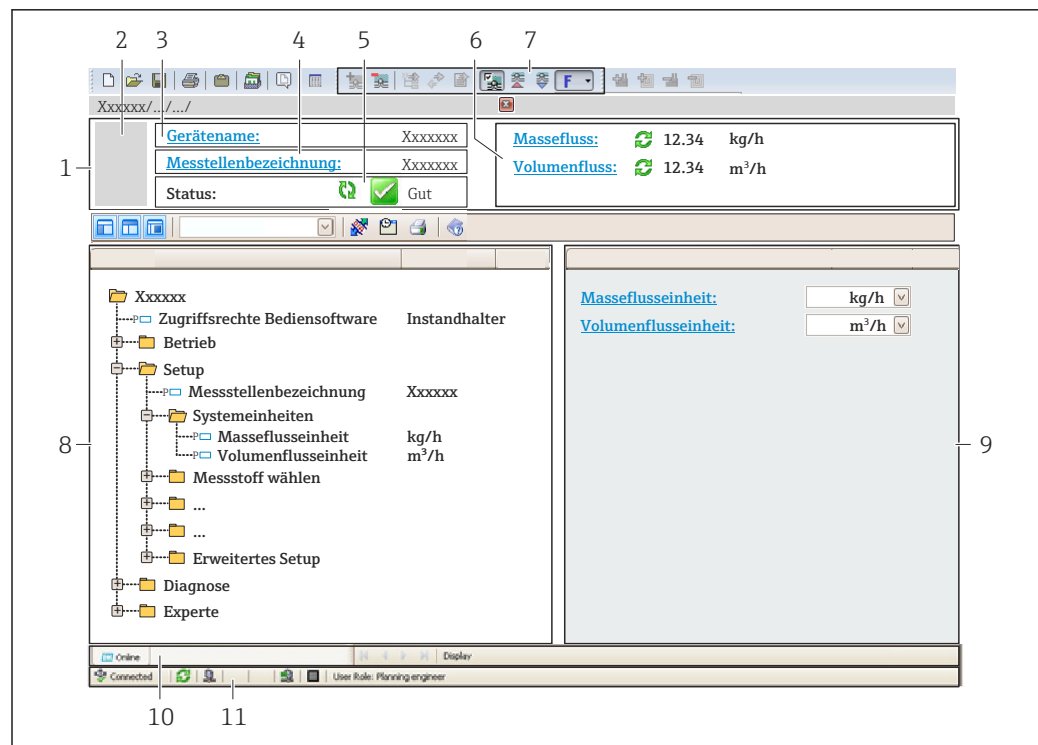 2 3 4 5 6 7
F
Xxxxxx/.../.../
1
Gerätename: Xxxxxxx
Messtellenbezeichnung: Xxxxxxx
Status: Gut
Massefluss: 12.34 kg/h
Volumenfluss: 12.34 m³/h
Xxxxxx
P Zugriffsrechte Bediensoftware Instandhalter
Betrieb
Setup
P Messstellenbezeichnung Xxxxxx
Systemeinheiten
P Masseflusseinheit kg/h
P Volumenflusseinheit m³/h
Messstoff wählen
...
...
Erweitertes Setup
Diagnose
Experte
8
Masseflusseinheit: kg/h
Volumenflusseinheit: m³/h
9
Online Display
Connected User Role: Planning engineer
10 11